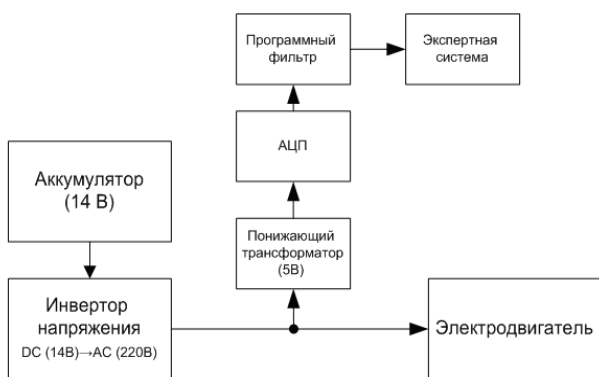 Программный
фильтр
Экспертная
система
АЦП
Аккумулятор
(14 В)
Понижающий
трансформатор
(5В)
Инвертор
напряжения
DC (14В)→AC (220В)
Электродвигатель